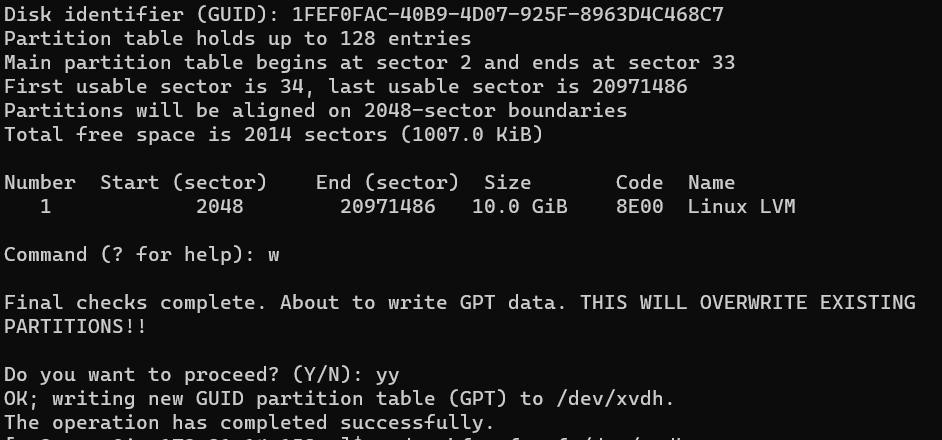 Disk identifier (GUID): 1FEF0FAC-40B9-4D07-925F-8963D4C468C7
Partition table holds up to 128 entries
Main partition table begins at sector 2 and ends at sector 33
First usable sector is 34, last usable sector is 20971486
Partitions will be aligned on 2048-sector boundaries
Total free space is 2014 sectors (1007.0 KiB)
Number  Start (sector)    End (sector)  Size       Code  Name
   1            2048        20971486   10.0 GiB    8E00  Linux LVM
Command (? for help): w
Final checks complete. About to write GPT data. THIS WILL OVERWRITE EXISTING
PARTITIONS!!
Do you want to proceed? (Y/N): yy
OK; writing new GUID partition table (GPT) to /dev/xvdh.
The operation has completed successfully.